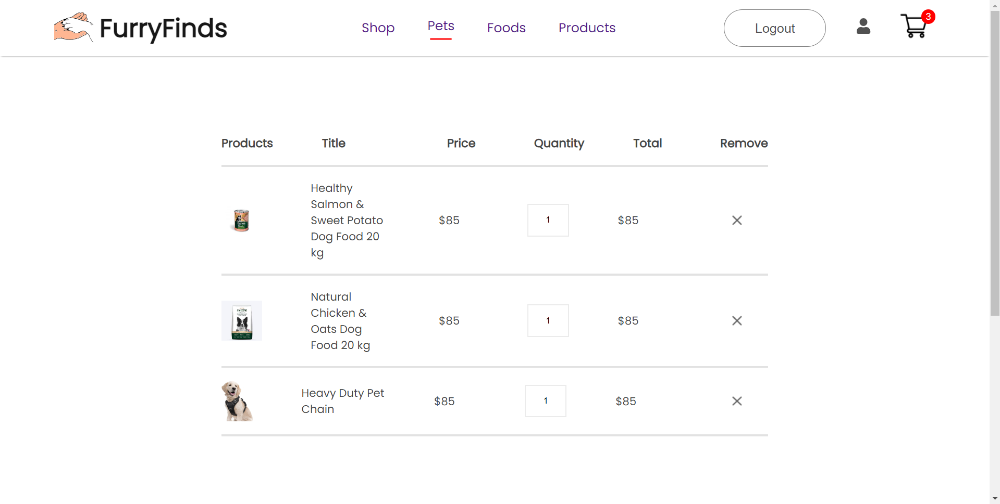 FurryFinds
Shop
Pets
Foods
Products
Logout
3
Products Title Price Quantity Total Remove
Healthy
Salmon &
Sweet Potato
Dog Food 20
kg
$85
1
$85
Natural
Chicken &
Oats Dog
Food 20 kg
$85
1
$85
Heavy Duty Pet
Chain
$85
1
$85